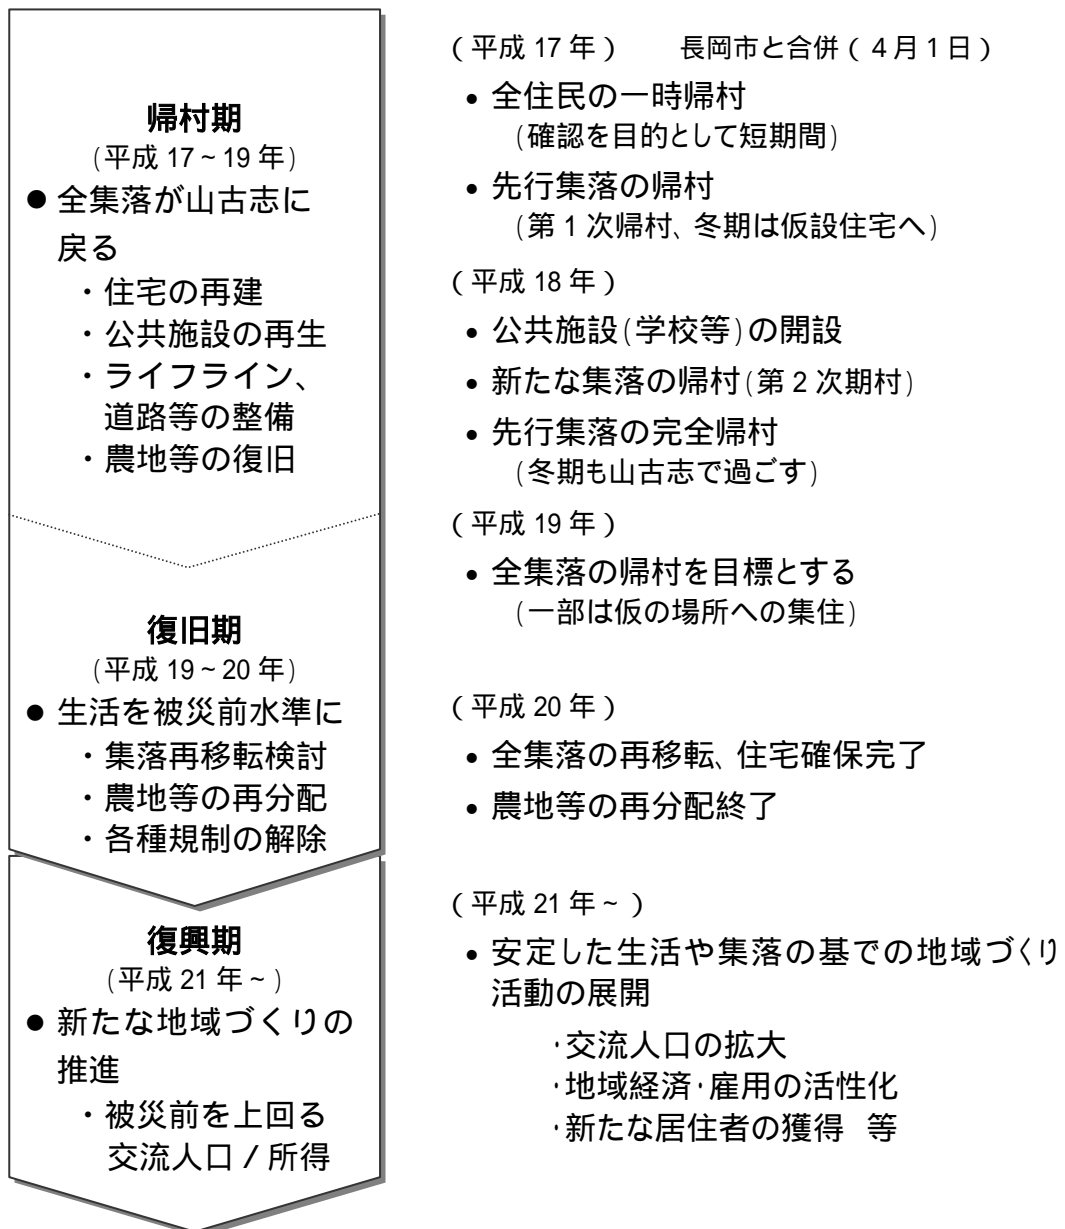 帰村期
(平成 17~19 年)
● 全集落が山古志に
戻る
・住宅の再建
・公共施設の再生
・ライフライン、
道路等の整備
・農地等の復旧
復旧期
(平成 19~20 年)
● 生活を被災前水準に
・集落再移転検討
・農地等の再分配
・各種規制の解除
復興期
(平成 21 年~)
● 新たな地域づくりの
推進
・被災前を上回る
交流人口/所得
(平成 17 年) 長岡市と合併(4月1日)
• 全住民の一時帰村
(確認を目的として短期間)
• 先行集落の帰村
(第1次帰村、冬期は仮設住宅へ)
(平成 18 年)
• 公共施設(学校等)の開設
• 新たな集落の帰村(第2次期村)
• 先行集落の完全帰村
(冬期も山古志で過ごす)
(平成 19 年)
• 全集落の帰村を目標とする
(一部は仮の場所への集住)
(平成 20 年)
• 全集落の再移転、住宅確保完了
• 農地等の再分配終了
(平成 21 年~)
• 安定した生活や集落の基での地域づくり
活動の展開
・交流人口の拡大
・地域経済・雇用の活性化
・新たな居住者の獲得 等